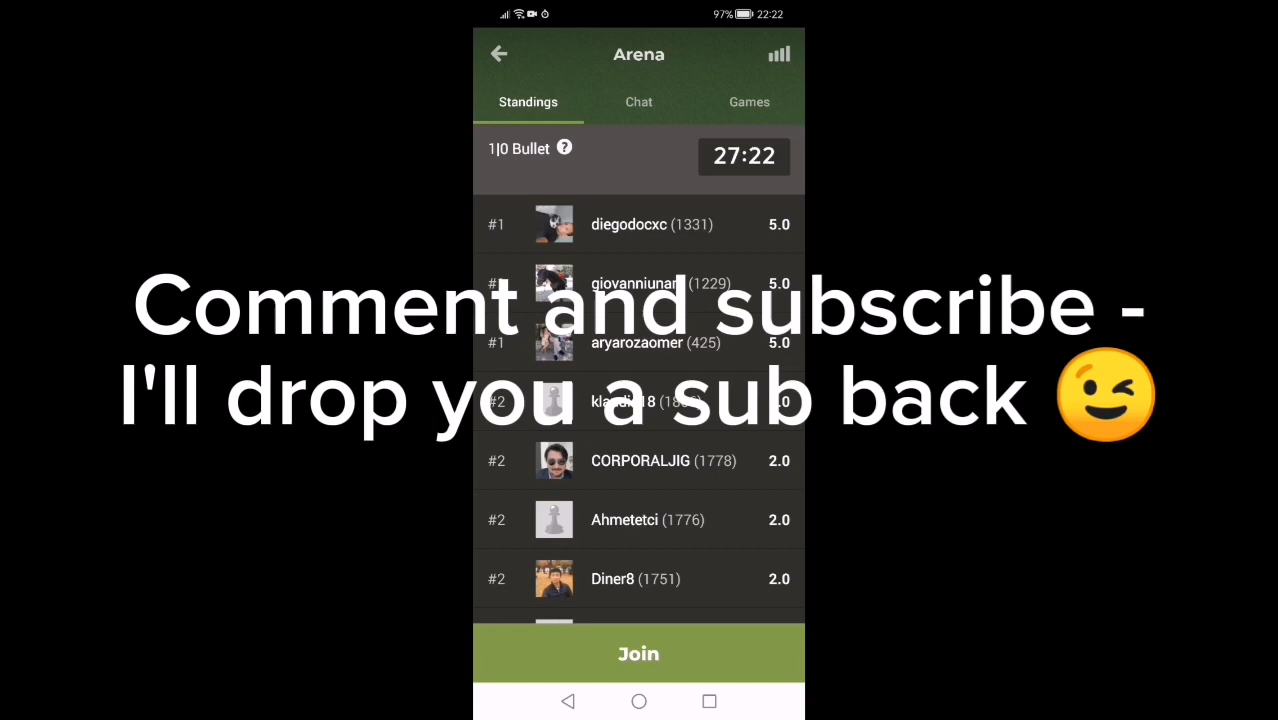 97% 22:22
Arena
Standings Chat Games
1|0 Bullet ? 27:22
#1 diegodocxc (1331) 5.0
(1229) 5.0
Comment and subscribe -
#1 aryarozaomer (425) 5.0
I'll drop you a sub back 😉
#2
#2 CORPORALJIG (1778) 2.0
#2 Ahmetetci (1776) 2.0
#2 Diner8 (1751) 2.0
Join